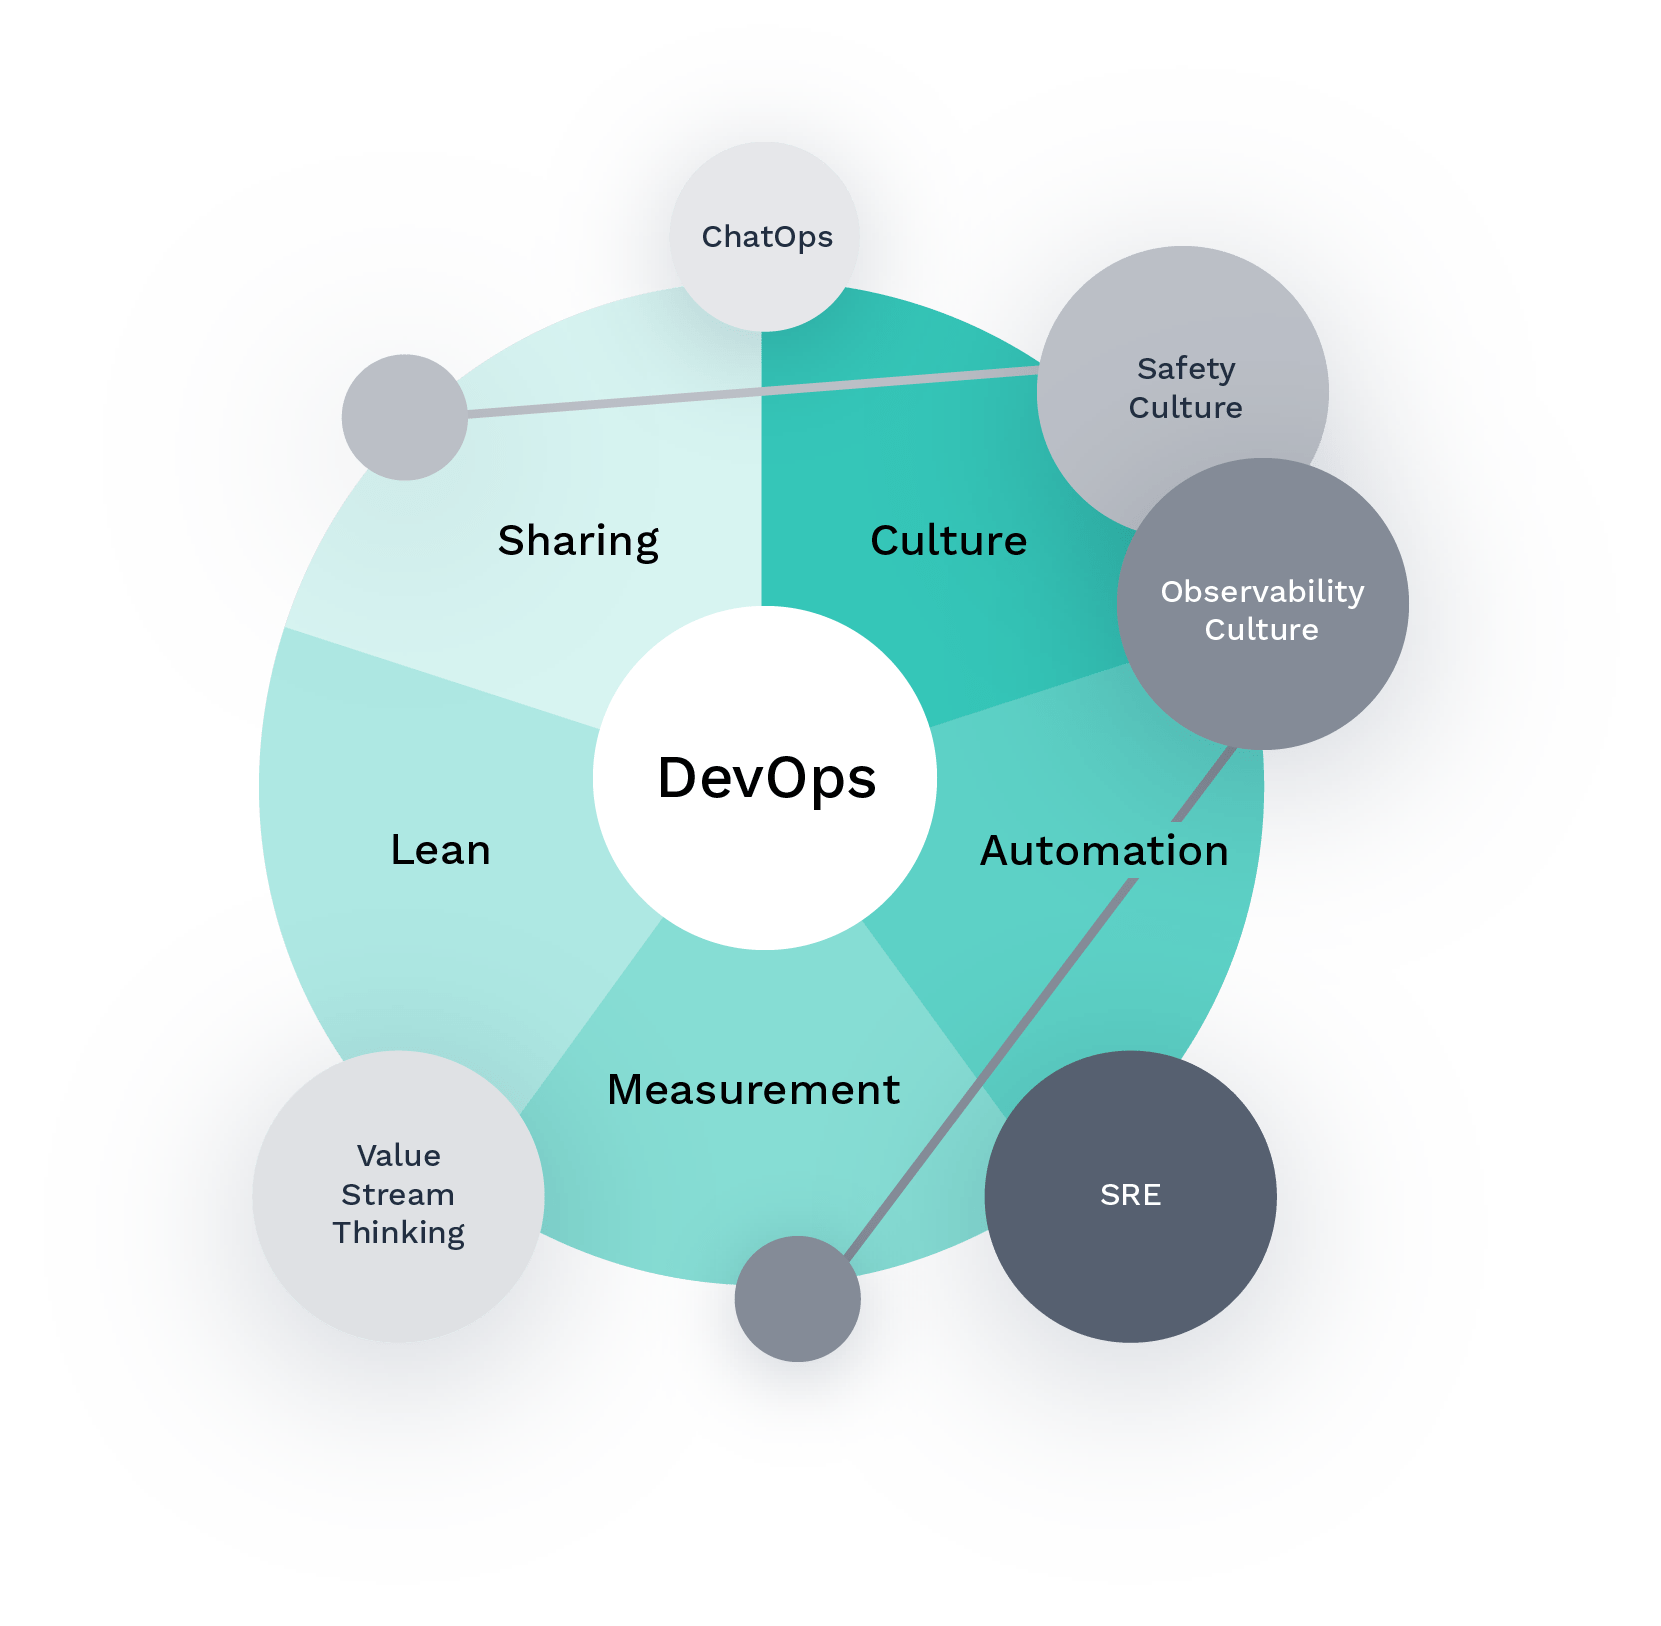 ChatOps
Safety
Culture
Sharing
Culture
Observability
Culture
DevOps
Lean
Automation
Measurement
Value
Stream
Thinking
SRE